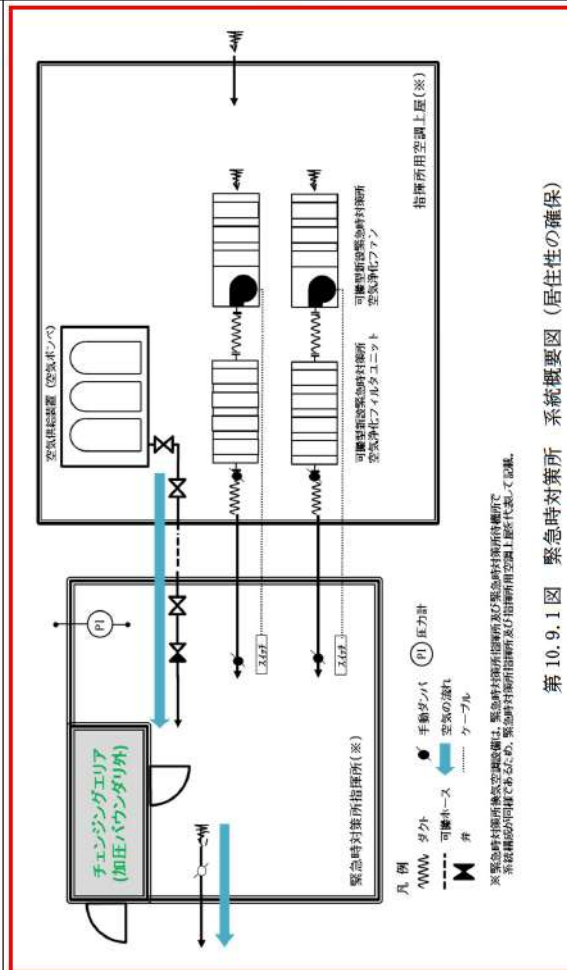 指揮所用空調上屋(※)
空気供給装置（空気ボンベ）
可搬型新設緊急時対策所
空気浄化ファン
可搬型新設緊急時対策所
空気浄化フィルタユニット
PI
スイッチ
スイッチ
チェンジングエリア
(加圧バウンダリ外)
緊急時対策所指揮所(※)
凡 例
ダクト
手動ダンパ
PI 圧力計
可搬ホース
空気の流れ
弁
ケーブル
※緊急時対策所換気空調設備は、緊急時対策所指揮所及び緊急時対策所待機所で
系統構成が同様であるため、緊急時対策所指揮所及び指揮所用空調上屋を代表して記載。
第 10.9.1 図 緊急時対策所 系統概要図（居住性の確保）